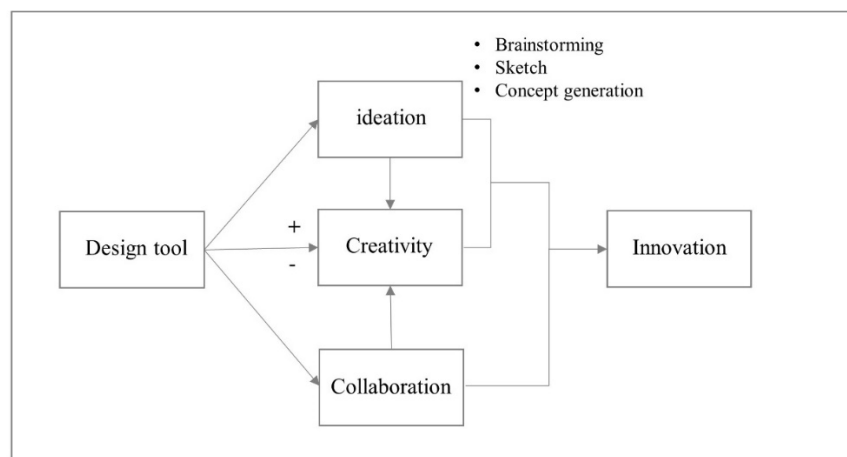 • Brainstorming
• Sketch
• Concept generation
ideation
+
Design tool
Creativity
Innovation
-
Collaboration